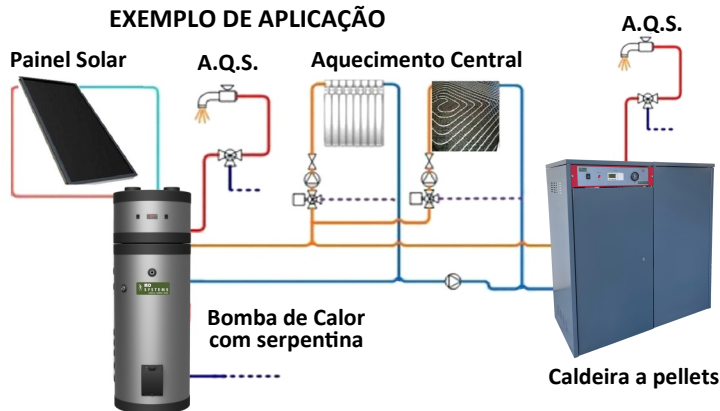 EXEMPLO DE APLICAÇÃO
Painel Solar
A.Q.S.
Aquecimento Central
A.Q.S.
Bomba de Calor
com serpentina
Caldeira a pellets